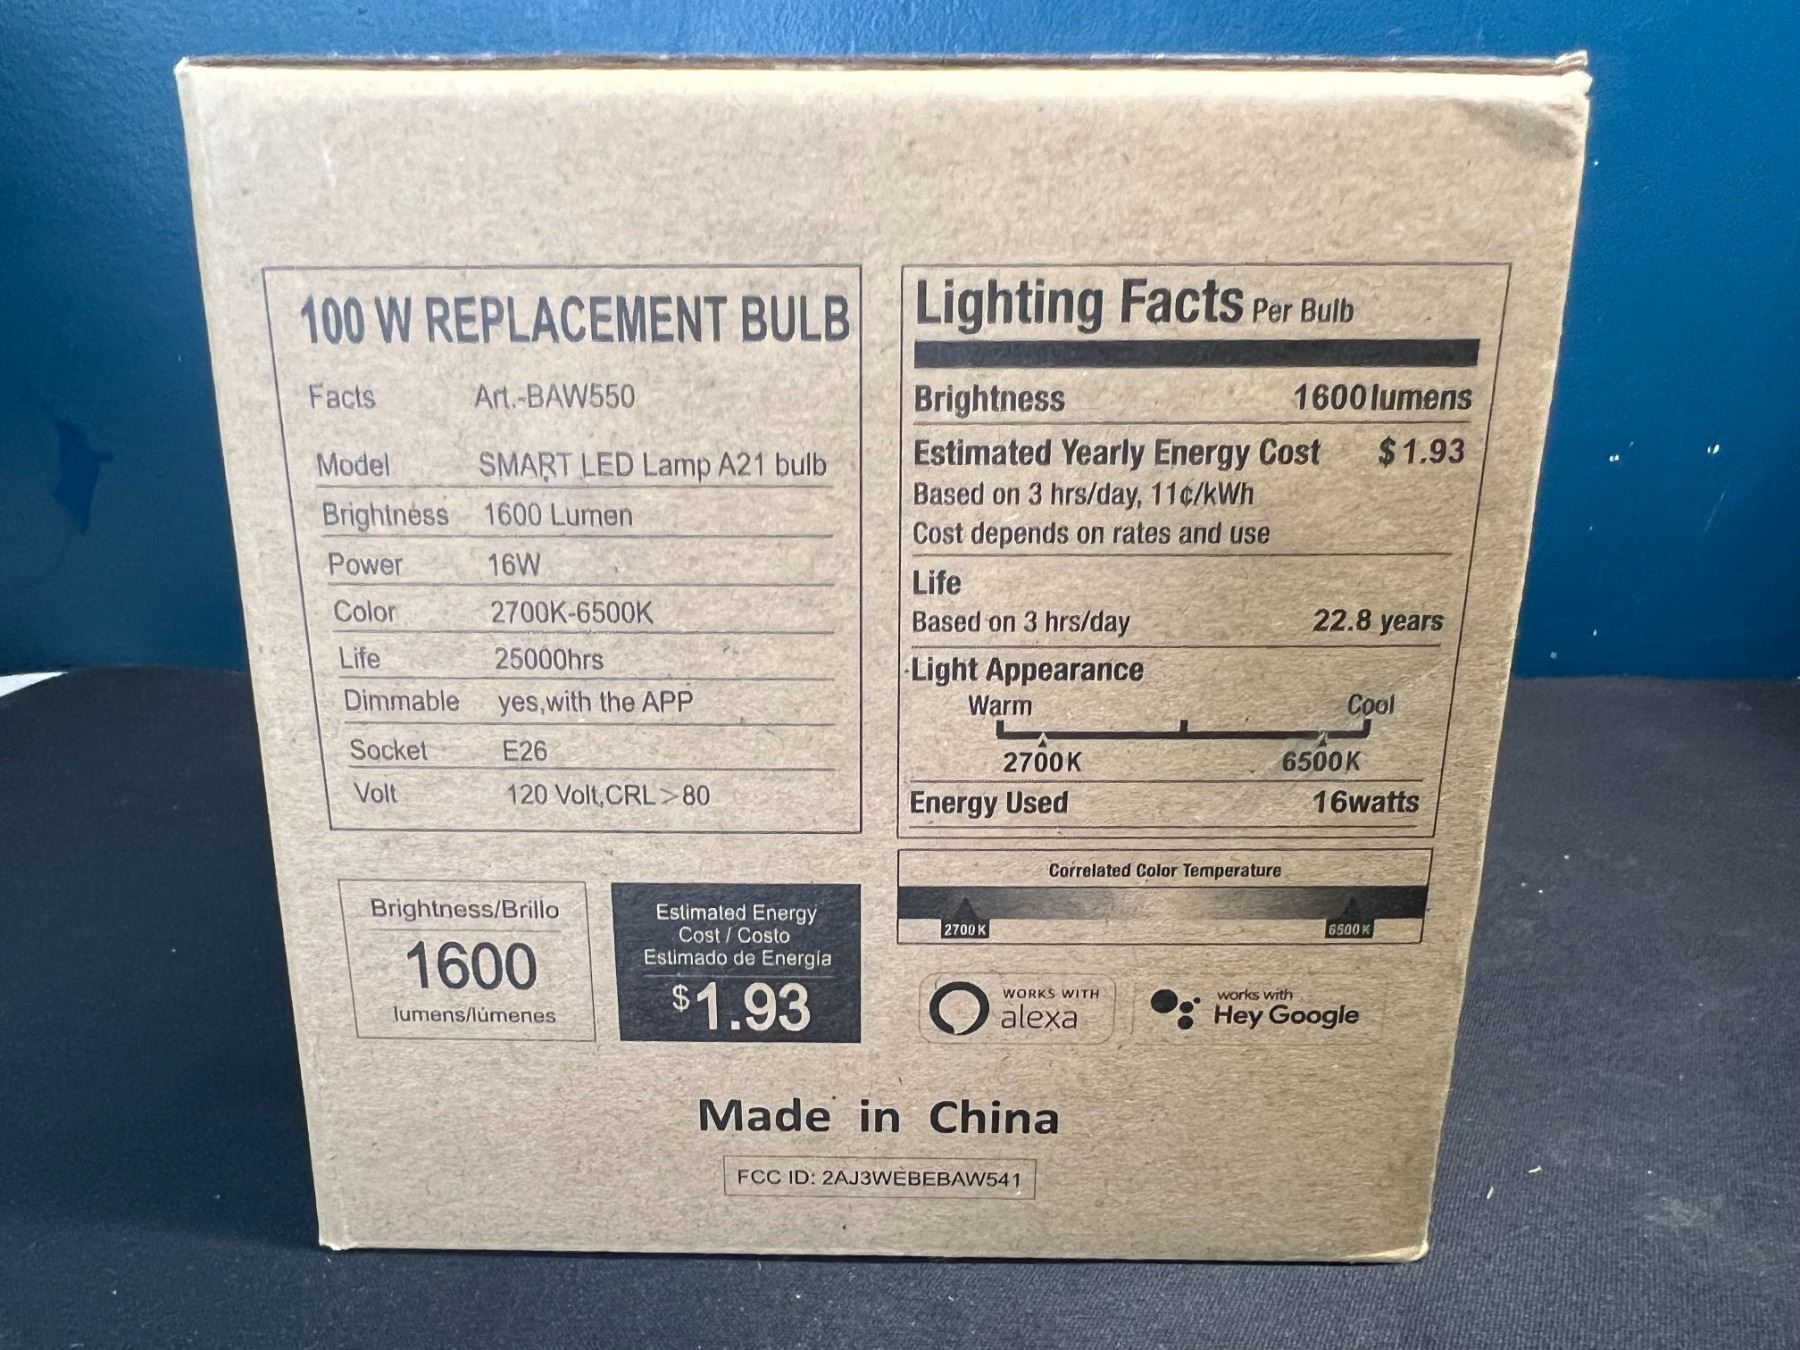 100 W REPLACEMENT BULB
Facts Art.-BAW550
Model SMART LED Lamp A21 bulb
Brightness 1600 Lumen
Power 16W
Color 2700K-6500K
Life 25000hrs
Dimmable yes,with the APP
Socket E26
Volt 120 Volt,CRL>80
Brightness/Brillo
1600
lumens/lúmenes
Estimated Energy
Cost / Costo
Estimado de Energía
$1.93
Lighting Facts Per Bulb
Brightness 1600 lumens
Estimated Yearly Energy Cost $1.93
Based on 3 hrs/day, 11¢/kWh
Cost depends on rates and use
Life
Based on 3 hrs/day 22.8 years
Light Appearance
Warm Cool
2700K 6500K
Energy Used 16watts
Correlated Color Temperature
2700K 6500K
WORKS WITH
alexa
works with
Hey Google
Made in China
FCC ID: 2AJ3WEBEBAW541